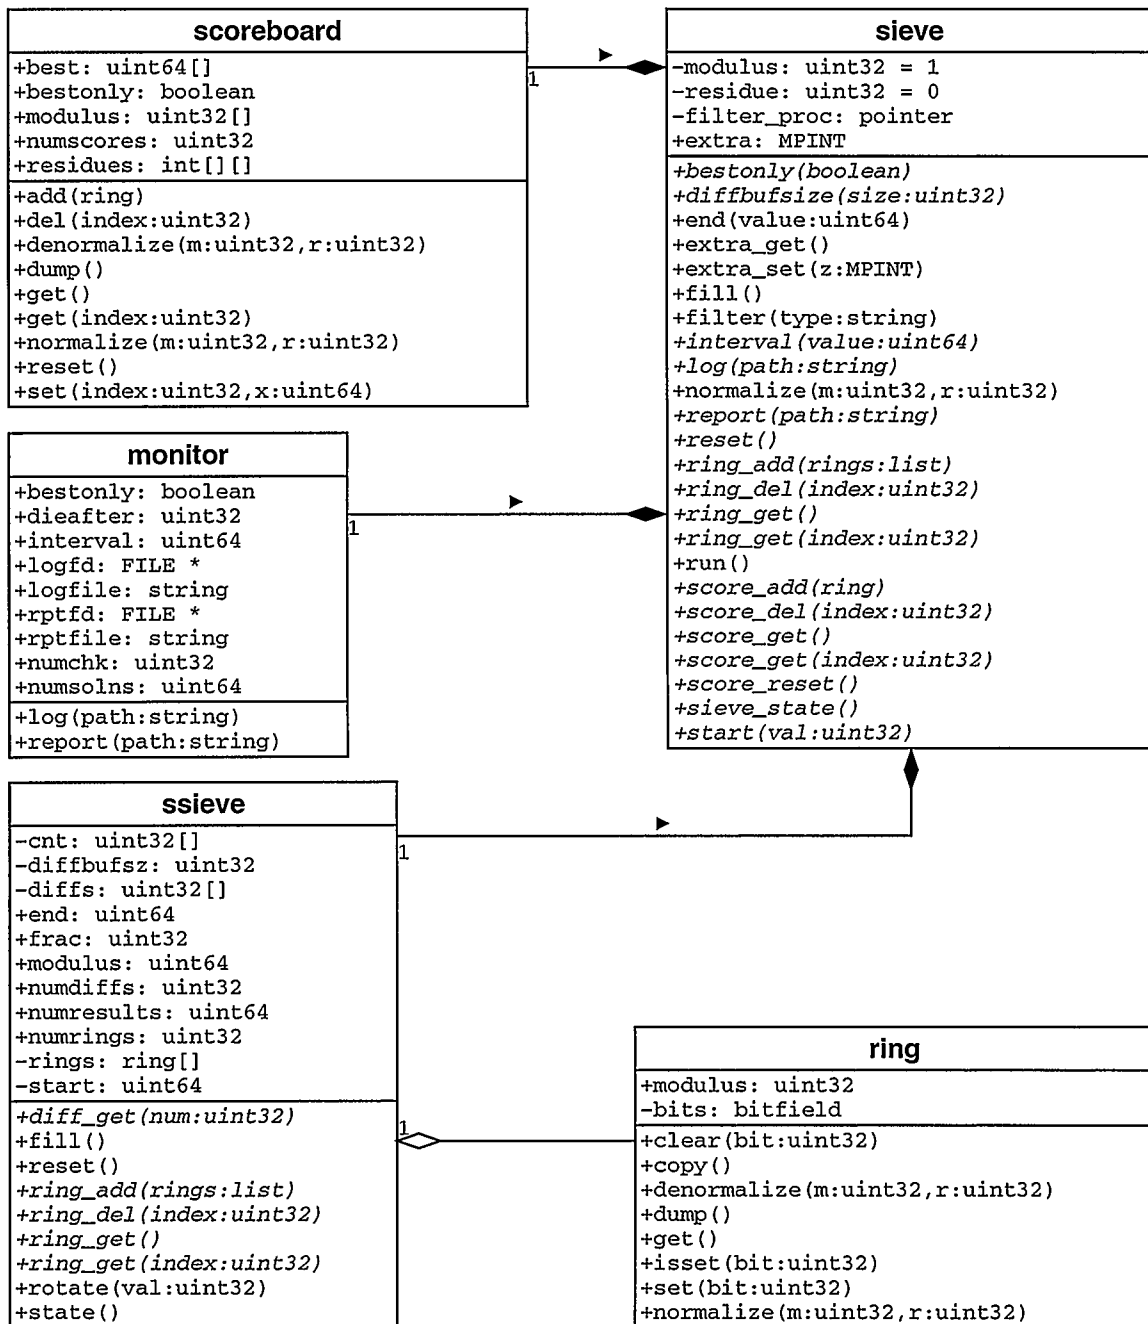 scoreboard
+best: uint64[]
+bestonly: boolean
+modulus: uint32[]
+numscores: uint32
+residues: int[][]
+add(ring)
+del(index:uint32)
+denormalize(m:uint32,r:uint32)
+dump()
+get()
+get(index:uint32)
+normalize(m:uint32,r:uint32)
+reset()
+set(index:uint32,x:uint64)
1
sieve
-modulus: uint32 = 1
-residue: uint32 = 0
-filter_proc: pointer
+extra: MPINT
+bestonly(boolean)
+diffbufsize(size:uint32)
+end(value:uint64)
+extra_get()
+extra_set(z:MPINT)
+fill()
+filter(type:string)
+interval(value:uint64)
+log(path:string)
+normalize(m:uint32,r:uint32)
+report(path:string)
+reset()
+ring_add(rings:list)
+ring_del(index:uint32)
+ring_get()
+ring_get(index:uint32)
+run()
+score_add(ring)
+score_del(index:uint32)
+score_get()
+score_get(index:uint32)
+score_reset()
+sieve_state()
+start(val:uint32)
monitor
+bestonly: boolean
+dieafter: uint32
+interval: uint64
+logfd: FILE *
+logfile: string
+rptfd: FILE *
+rptfile: string
+numchk: uint32
+numsolns: uint64
+log(path:string)
+report(path:string)
1
ssieve
-cnt: uint32[]
-diffbufsz: uint32
-diffs: uint32[]
+end: uint64
+frac: uint32
+modulus: uint64
+numdiffs: uint32
+numresults: uint64
+numrings: uint32
-rings: ring[]
-start: uint64
+diff_get(num:uint32)
+fill()
+reset()
+ring_add(rings:list)
+ring_del(index:uint32)
+ring_get()
+ring_get(index:uint32)
+rotate(val:uint32)
+state()
1
1
ring
+modulus: uint32
-bits: bitfield
+clear(bit:uint32)
+copy()
+denormalize(m:uint32,r:uint32)
+dump()
+get()
+isset(bit:uint32)
+set(bit:uint32)
+normalize(m:uint32,r:uint32)